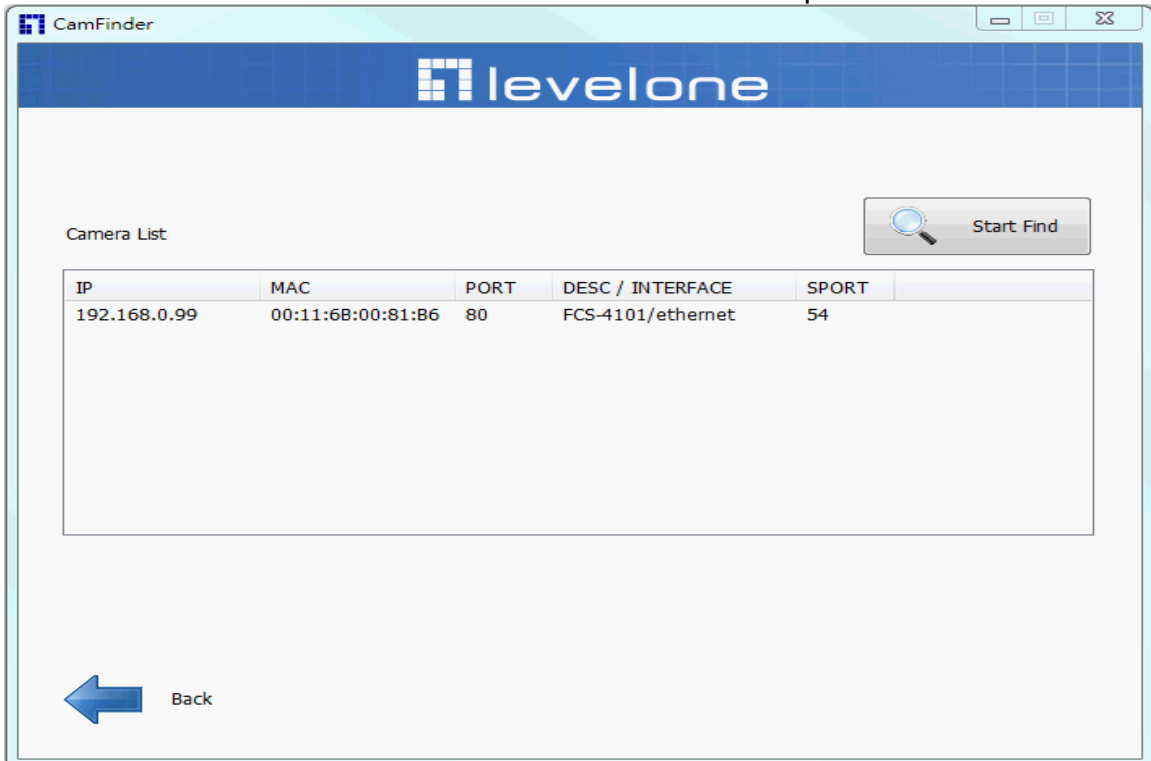 CamFinder
levelone
Start Find
Camera List
IP MAC PORT DESC / INTERFACE SPORT
192.168.0.99 00:11:6B:00:81:B6 80 FCS-4101/ethernet 54
Back